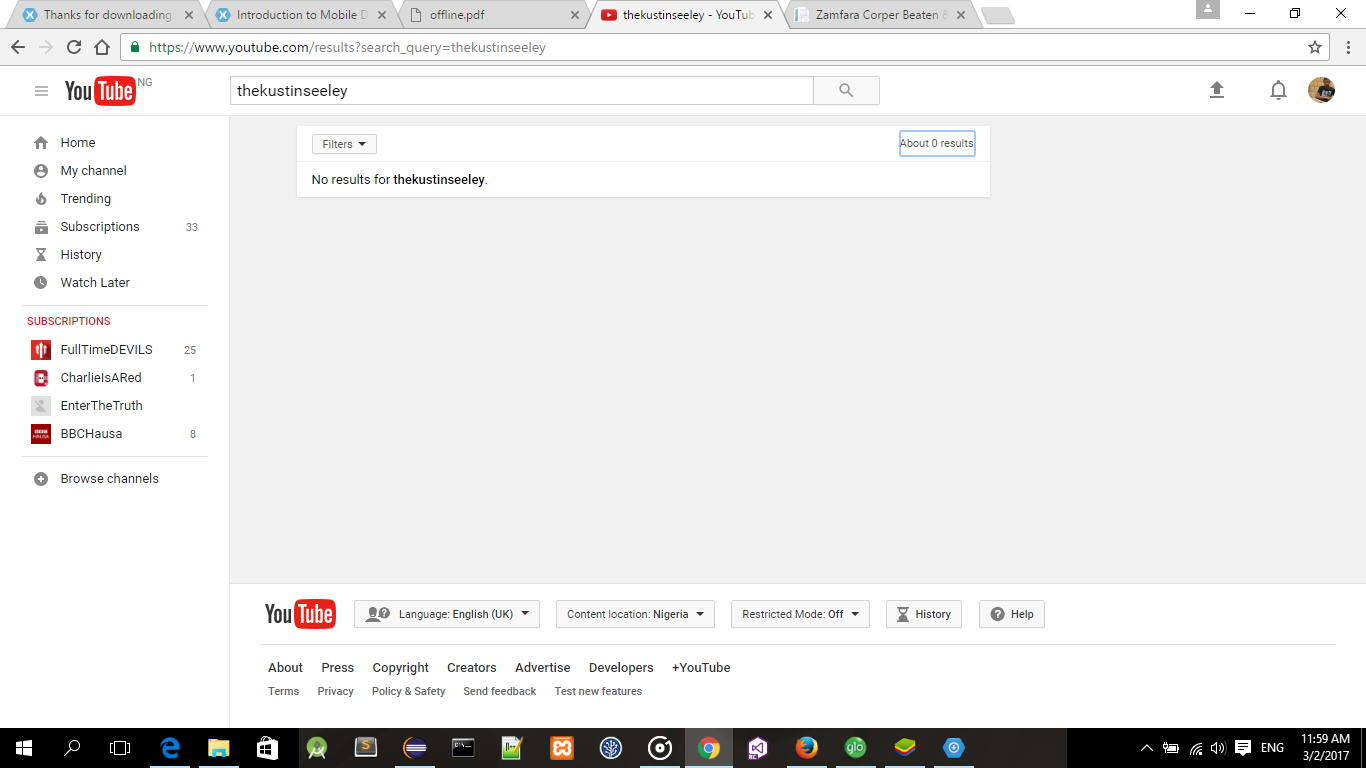 Thanks for downloading
Introduction to Mobile D
offline.pdf
thekustinseeley - YouTub
Zamfara Corper Beaten &
https://www.youtube.com/results?search_query=thekustinseeley
YouTube NG
thekustinseeley
Home
My channel
Trending
Subscriptions 33
History
Watch Later
SUBSCRIPTIONS
FullTimeDEVILS 25
CharlieIsARed 1
EnterTheTruth
BBCHausa 8
Browse channels
Filters
About 0 results
No results for thekustinseeley.
YouTube
Language: English (UK)
Content location: Nigeria
Restricted Mode: Off
History
Help
About Press Copyright Creators Advertise Developers +YouTube
Terms Privacy Policy & Safety Send feedback Test new features
glo
ENG
11:59 AM
3/2/2017